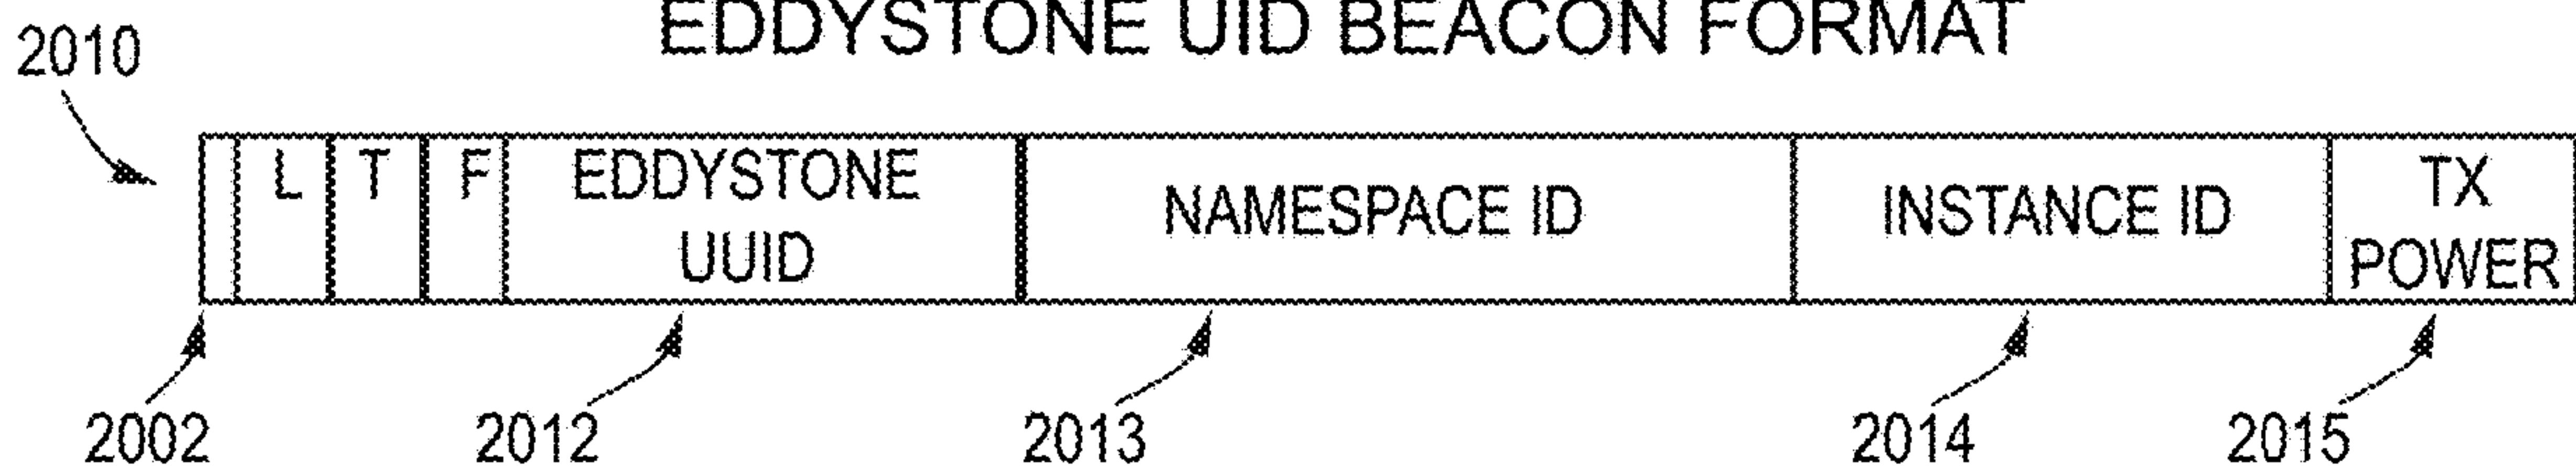 EDDYSTONE UID BEACON FORMAT
2010
L T F EDDYSTONE UUID NAMESPACE ID INSTANCE ID TX POWER
2002 2012 2013 2014 2015